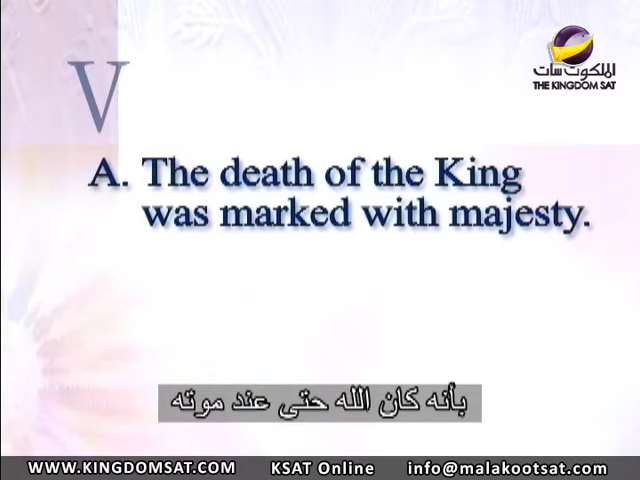 الملكوت سات
THE KINGDOM SAT
V
A. The death of the King
was marked with majesty.
بأنه كان الله حتى عند موته
WWW.KINGDOMSAT.COM KSAT Online info@malakootsat.com